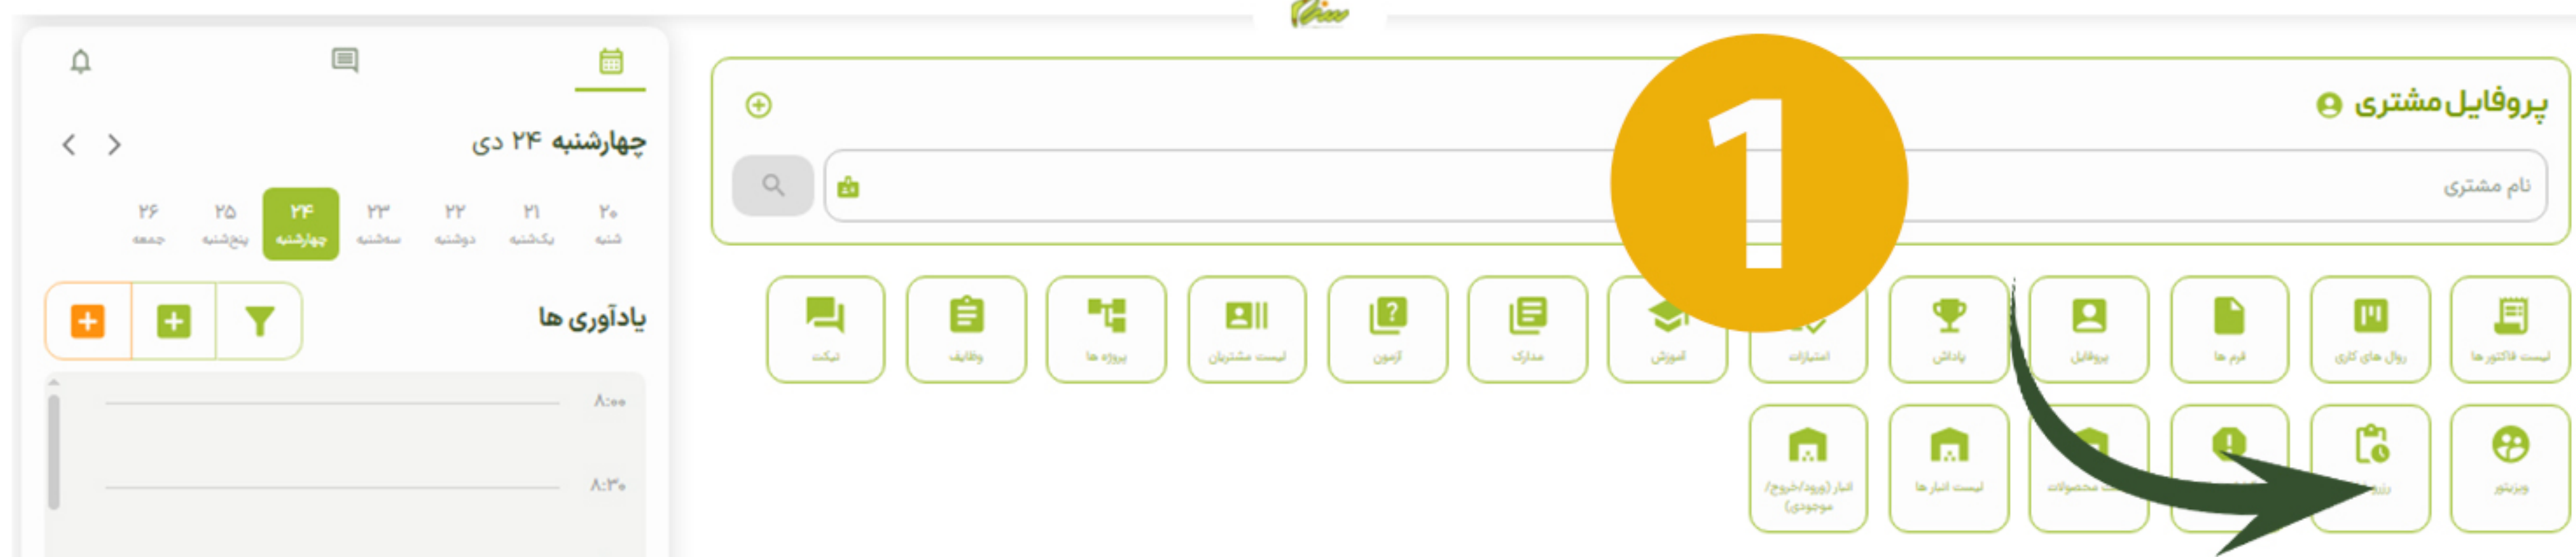 پروفایل مشتری
نام مشتری
1
لیست فاکتور ها
روال های کاری
فرم ها
پروفایل
پاداش
امتیازات
آموزش
مدارک
آزمون
لیست مشتریان
پروژه ها
وظایف
تیکت
ویزیتور
رزرو
محصولات
لیست انبار ها
انبار (ورود/خروج/
موجودی)
چهارشنبه ۲۴ دی
۲۰ ۲۱ ۲۲ ۲۳ ۲۴ ۲۵ ۲۶
شنبه یکشنبه دوشنبه سه‌شنبه چهارشنبه پنج‌شنبه جمعه
یادآوری ها
۸:۰۰
۸:۳۰